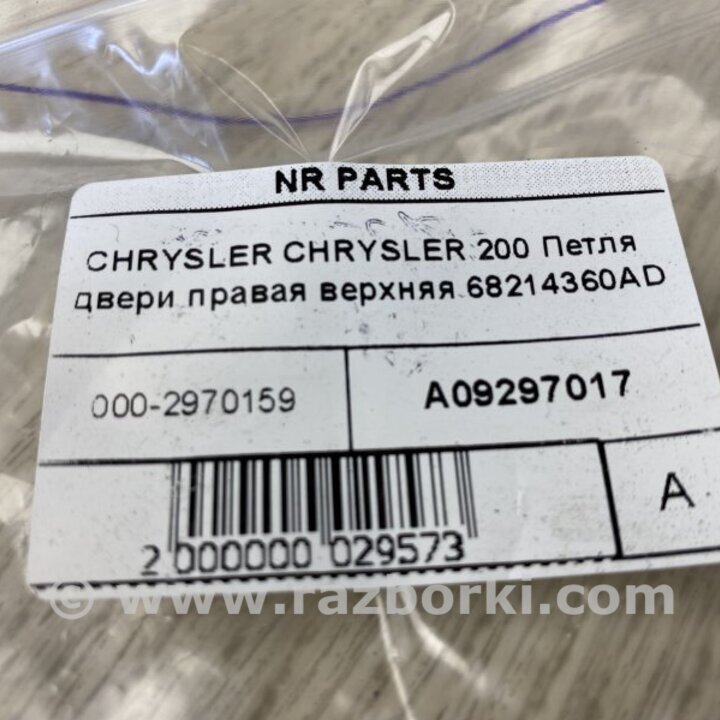 NR PARTS
CHRYSLER CHRYSLER 200 Петля
двери правая верхняя 68214360AD
000-2970159
A09297017
A
2 000000 029573
© www.razborki.com